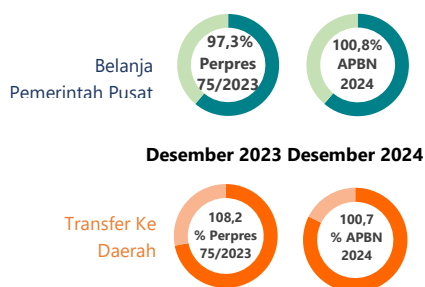 Belanja
Pemerintah Pusat
97,3%
Perpres
75/2023
100,8%
APBN
2024
Desember 2023 Desember 2024
Transfer Ke
Daerah
108,2
% Perpres
75/2023
100,7
% APBN
2024